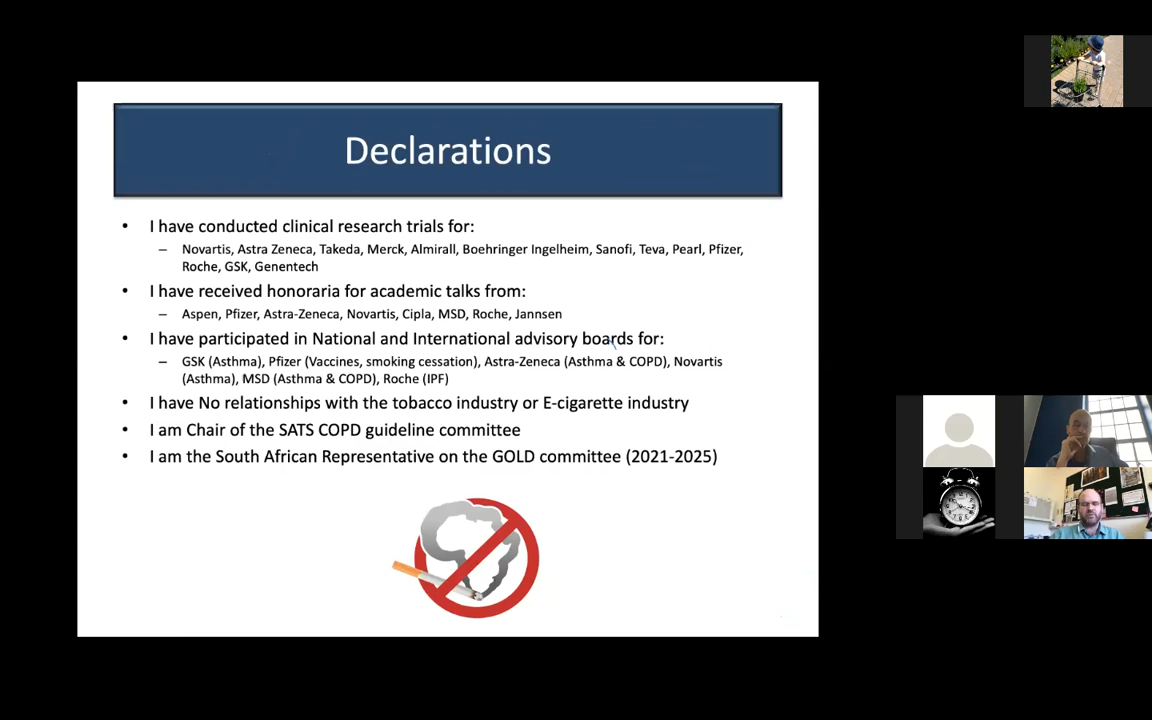 Declarations
• I have conducted clinical research trials for:
– Novartis, Astra Zeneca, Takeda, Merck, Almirall, Boehringer Ingelheim, Sanofi, Teva, Pearl, Pfizer,
Roche, GSK, Genentech
• I have received honoraria for academic talks from:
– Aspen, Pfizer, Astra-Zeneca, Novartis, Cipla, MSD, Roche, Jannsen
• I have participated in National and International advisory boards for:
– GSK (Asthma), Pfizer (Vaccines, smoking cessation), Astra-Zeneca (Asthma & COPD), Novartis
(Asthma), MSD (Asthma & COPD), Roche (IPF)
• I have No relationships with the tobacco industry or E-cigarette industry
• I am Chair of the SATS COPD guideline committee
• I am the South African Representative on the GOLD committee (2021-2025)